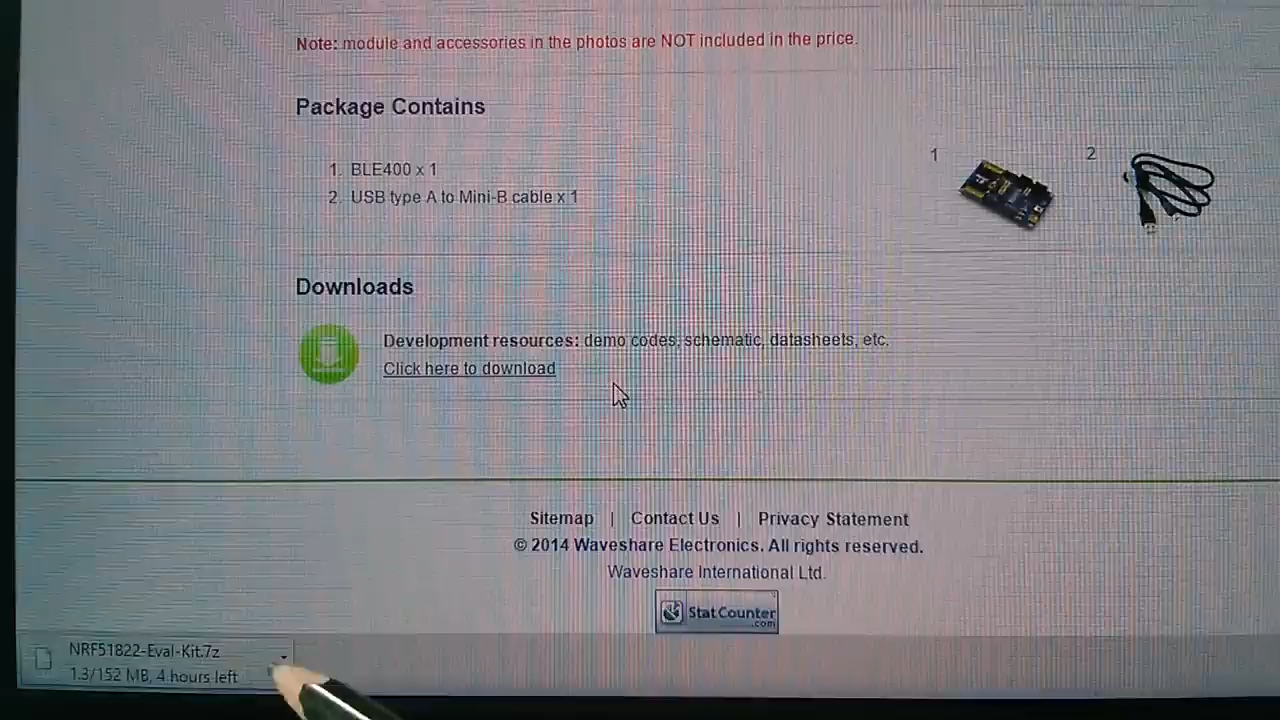 Note: module and accessories in the photos are NOT included in the price.
Package Contains
1. BLE400 x 1
2. USB type A to Mini-B cable x 1
1
2
Downloads
Development resources: demo codes, schematic, datasheets, etc.
Click here to download
Sitemap | Contact Us | Privacy Statement
© 2014 Waveshare Electronics. All rights reserved.
Waveshare International Ltd.
StatCounter
.com
NRF51822-Eval-Kit.7z
1.3/152 MB, 4 hours left